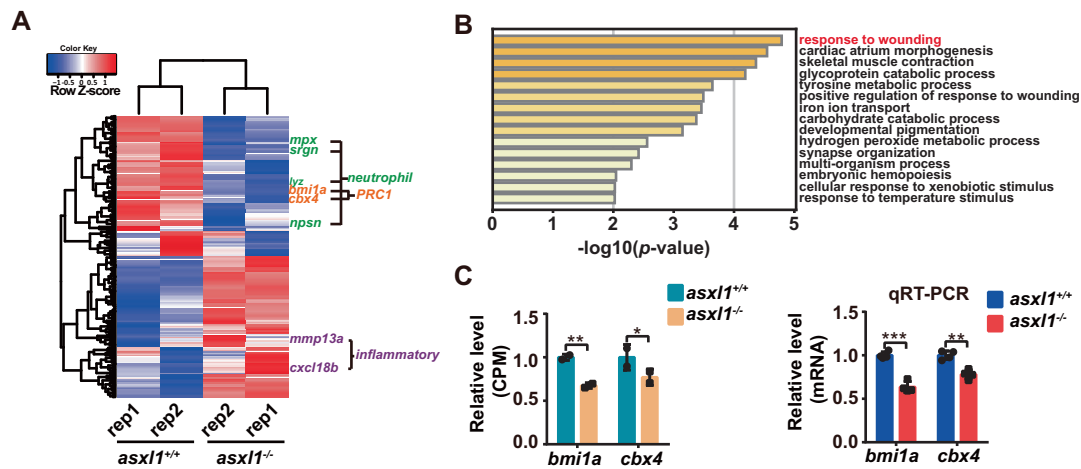 A
Color Key
−1 -0.5 0 0.5 1
Row Z-score
mpx
srgn
lyz
neutrophil
bmi1a
PRC1
cbx4
npsn
mmp13a
inflammatory
cxcl18b
rep1 rep2 rep2 rep1
asxl1+/+ asxl1-/-
B
response to wounding
cardiac atrium morphogenesis
skeletal muscle contraction
glycoprotein catabolic process
tyrosine metabolic process
positive regulation of response to wounding
iron ion transport
carbohydrate catabolic process
developmental pigmentation
hydrogen peroxide metabolic process
synapse organization
multi-organism process
embryonic hemopoiesis
cellular response to xenobiotic stimulus
response to temperature stimulus
0 1 2 3 4 5
-log10(p-value)
C
asxl1+/+
asxl1-/-
Relative level
(CPM)
1.5
1.0
0.5
0.0
** *
bmi1a cbx4
qRT-PCR
asxl1+/+
asxl1-/-
Relative level
(mRNA)
1.5
1.0
0.5
0.0
*** **
bmi1a cbx4